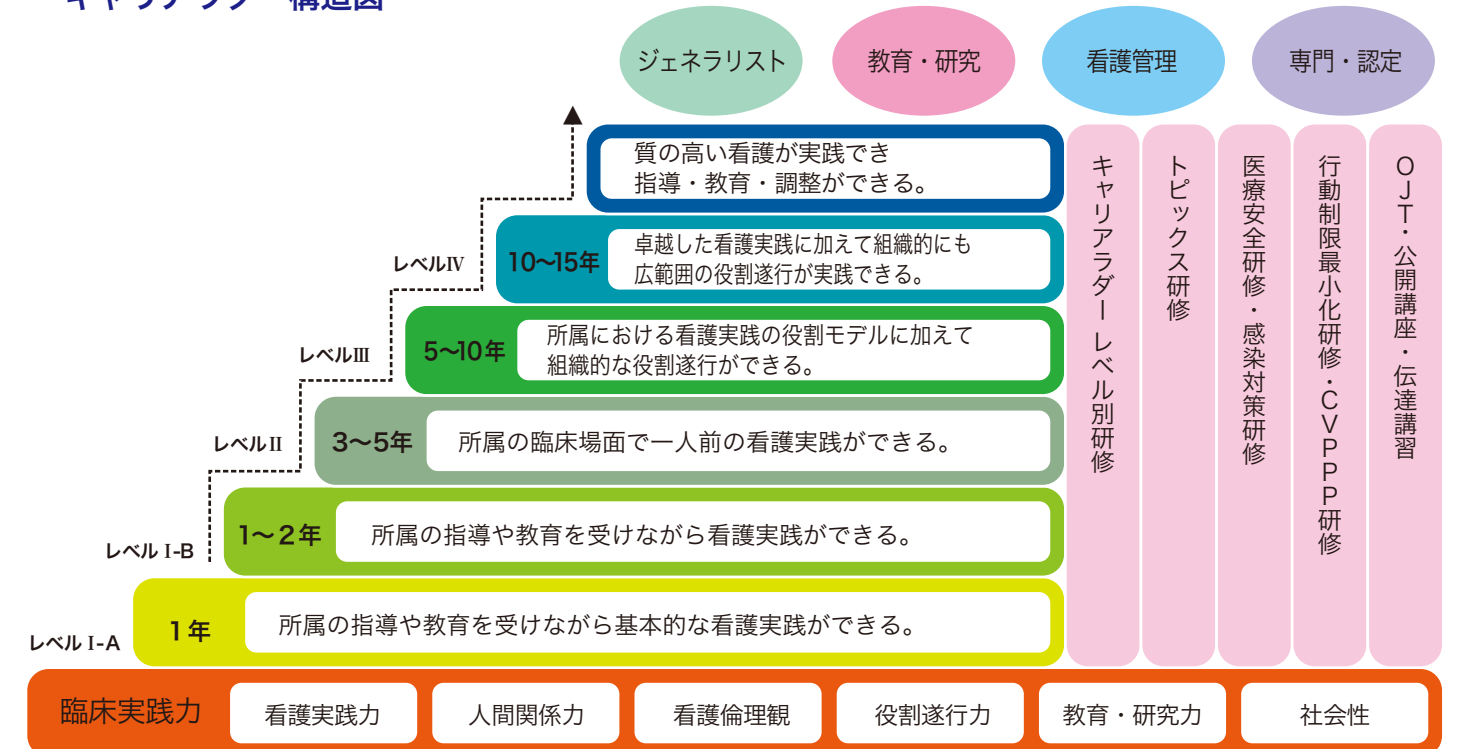 キャリアラダー構造図
ジェネラリスト
教育・研究
看護管理
専門・認定
質の高い看護が実践でき
指導・教育・調整ができる。
レベルⅣ
10〜15年
卓越した看護実践に加えて組織的にも
広範囲の役割遂行が実践できる。
レベルⅢ
5〜10年
所属における看護実践の役割モデルに加えて
組織的な役割遂行ができる。
レベルⅡ
3〜5年
所属の臨床場面で一人前の看護実践ができる。
レベルⅠ-B
1〜2年
所属の指導や教育を受けながら看護実践ができる。
レベルⅠ-A
1年
所属の指導や教育を受けながら基本的な看護実践ができる。
キャリアラダーレベル別研修
トピックス研修
医療安全研修・感染対策研修
行動制限最小化研修・CVPPP研修
OJT・公開講座・伝達講習
臨床実践力
看護実践力
人間関係力
看護倫理観
役割遂行力
教育・研究力
社会性